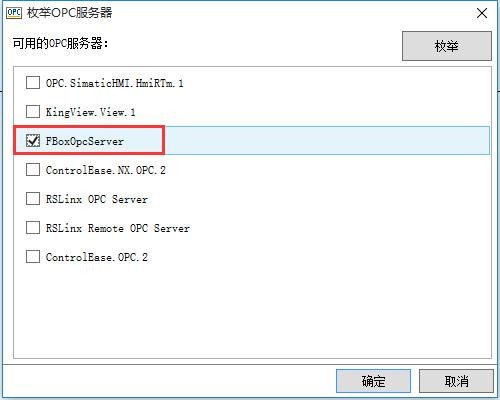 OPC 枚举OPC服务器
可用的OPC服务器：
枚举
OPC.SimaticHMI.HmiRTm.1
KingView.View.1
FBoxOpcServer
ControlEase.NX.OPC.2
RSLinx OPC Server
RSLinx Remote OPC Server
ControlEase.OPC.2
确定
取消